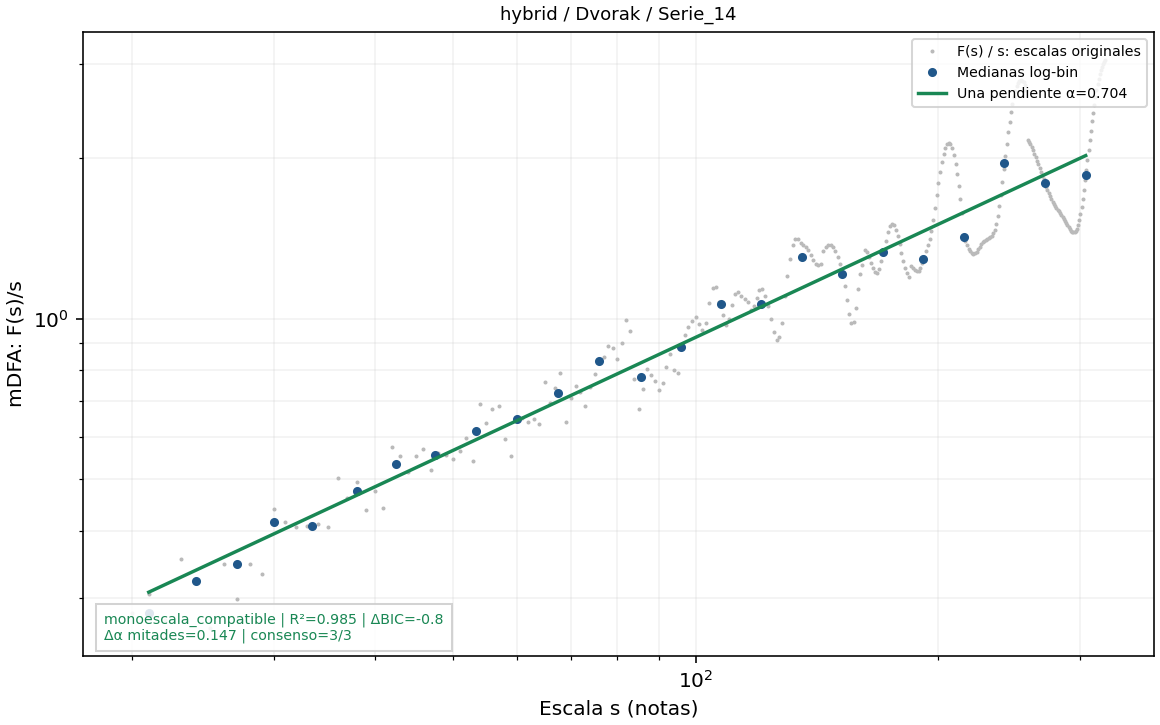 hybrid / Dvorak / Serie_14
F(s) / s: escalas originales
Medianas log-bin
Una pendiente α=0.704
mDFA: F(s)/s
10⁰
monoescala_compatible | R²=0.985 | ΔBIC=-0.8
Δα mitades=0.147 | consenso=3/3
10²
Escala s (notas)